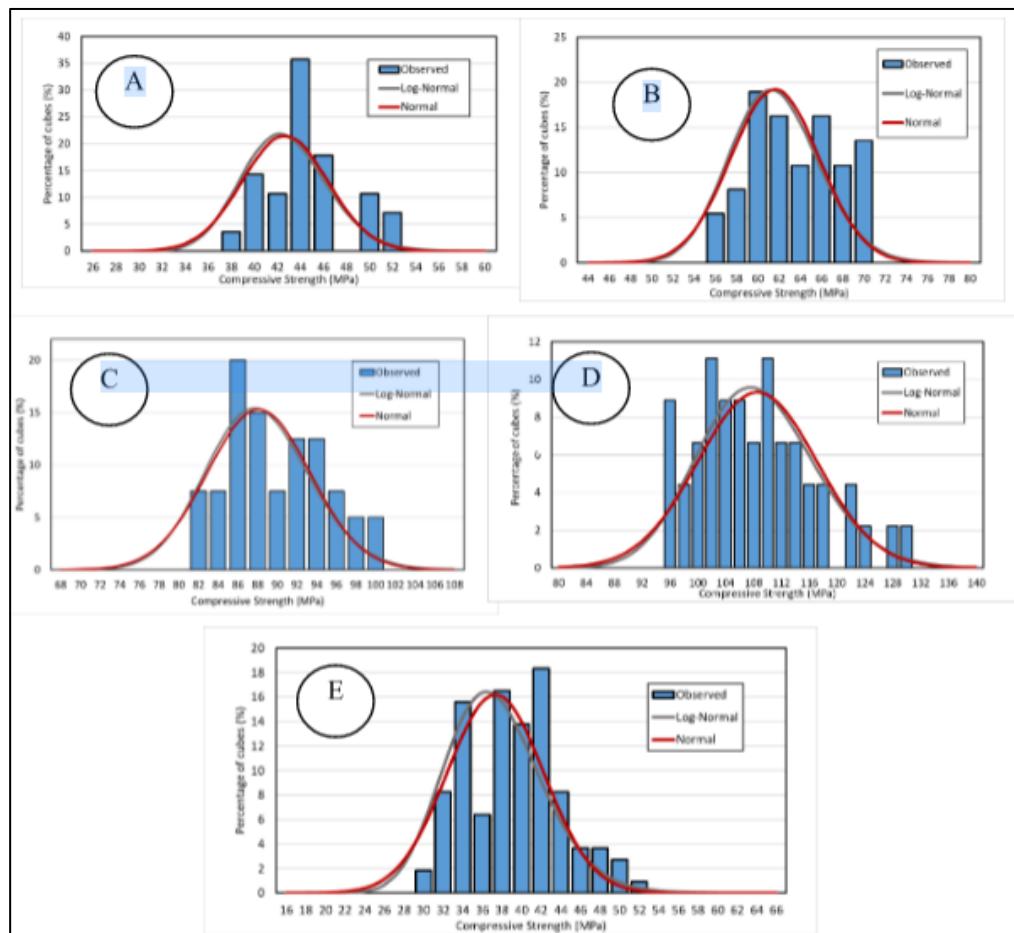 A
Percentage of cubes (%)
40
35
30
25
20
15
10
5
0
Observed
Log-Normal
Normal
26 28 30 32 34 36 38 40 42 44 46 48 50 52 54 56 58 60
Compressive Strength (MPa)
B
Percentage of cubes (%)
25
20
15
10
5
0
Observed
Log-Normal
Normal
44 46 48 50 52 54 56 58 60 62 64 66 68 70 72 74 76 78 80
Compressive Strength (MPa)
C
Percentage of cubes (%)
20
15
10
5
0
Observed
Log-Normal
Normal
68 70 72 74 76 78 80 82 84 86 88 90 92 94 96 98 100 102 104 106 108
Compressive Strength (MPa)
D
Percentage of cubes (%)
12
10
8
6
4
2
0
Observed
Log-Normal
Normal
80 84 88 92 96 100 104 108 112 116 120 124 128 132 136 140
Compressive Strength (MPa)
E
Percentage of cubes (%)
20
18
16
14
12
10
8
6
4
2
0
Observed
Log-Normal
Normal
16 18 20 22 24 26 28 30 32 34 36 38 40 42 44 46 48 50 52 54 56 58 60 62 64 66
Compressive Strength (MPa)